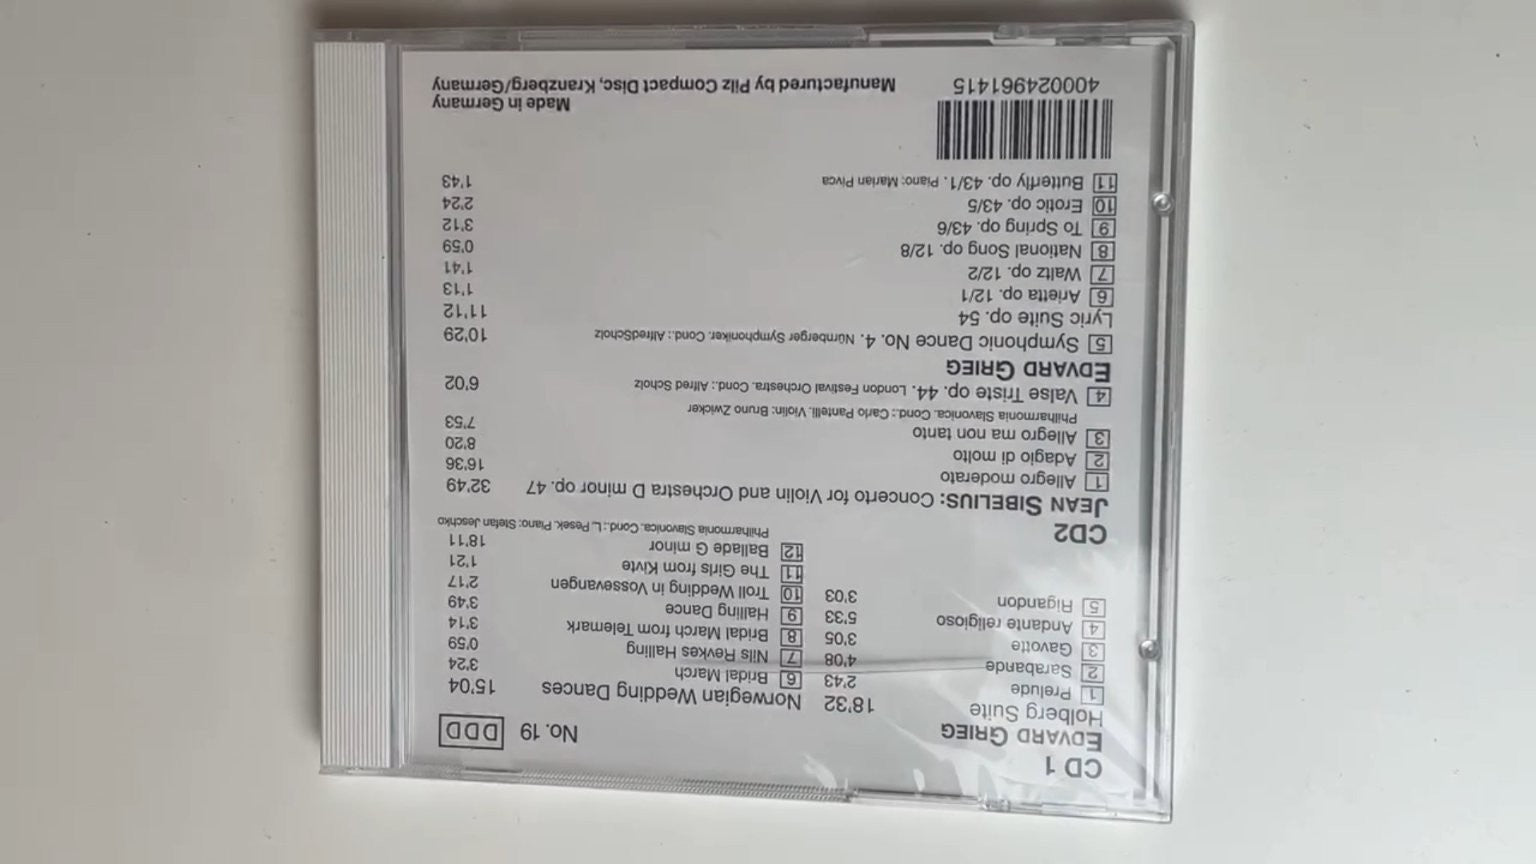 CD 1
EDVARD GRIEG No. 19 DDD
Holberg Suite 18'32
1 Prelude 2'43
2 Sarabande 4'08
3 Gavotte 3'05
4 Andante religioso 5'33
5 Rigandon 3'03
Norwegian Wedding Dances 15'04
6 Bridal March 3'24
7 Nils Revkes Halling 0'59
8 Bridal March from Telemark 3'14
9 Halling Dance 3'49
10 Troll Wedding in Vossevangen 2'17
11 The Girls from Kivte 1'21
12 Ballade G minor 18'11
Philharmonia Slavonica. Cond.: L. Pesek. Piano: Stefan Jeschko
CD2
JEAN SIBELIUS: Concerto for Violin and Orchestra D minor op. 47 32'49
1 Allegro moderato 16'36
2 Adagio di molto 8'20
3 Allegro ma non tanto 7'53
Philharmonia Slavonica. Cond.: Carlo Pantelli. Violin: Bruno Zwicker
4 Valse Triste op. 44. London Festival Orchestra. Cond.: Alfred Scholz 6'02
EDVARD GRIEG
5 Symphonic Dance No. 4. Nürnberger Symphoniker. Cond.: AlfredScholz 10'29
Lyric Suite op. 54 11'12
6 Arietta op. 12/1 1'13
7 Waltz op. 12/2 1'41
8 National Song op. 12/8 0'59
9 To Spring op. 43/6 3'12
10 Erotic op. 43/5 2'24
11 Butterfly op. 43/1. Piano: Marian Pivca 1'43
4000249 61415
Made in Germany
Manufactured by Pilz Compact Disc, Kranzberg/Germany